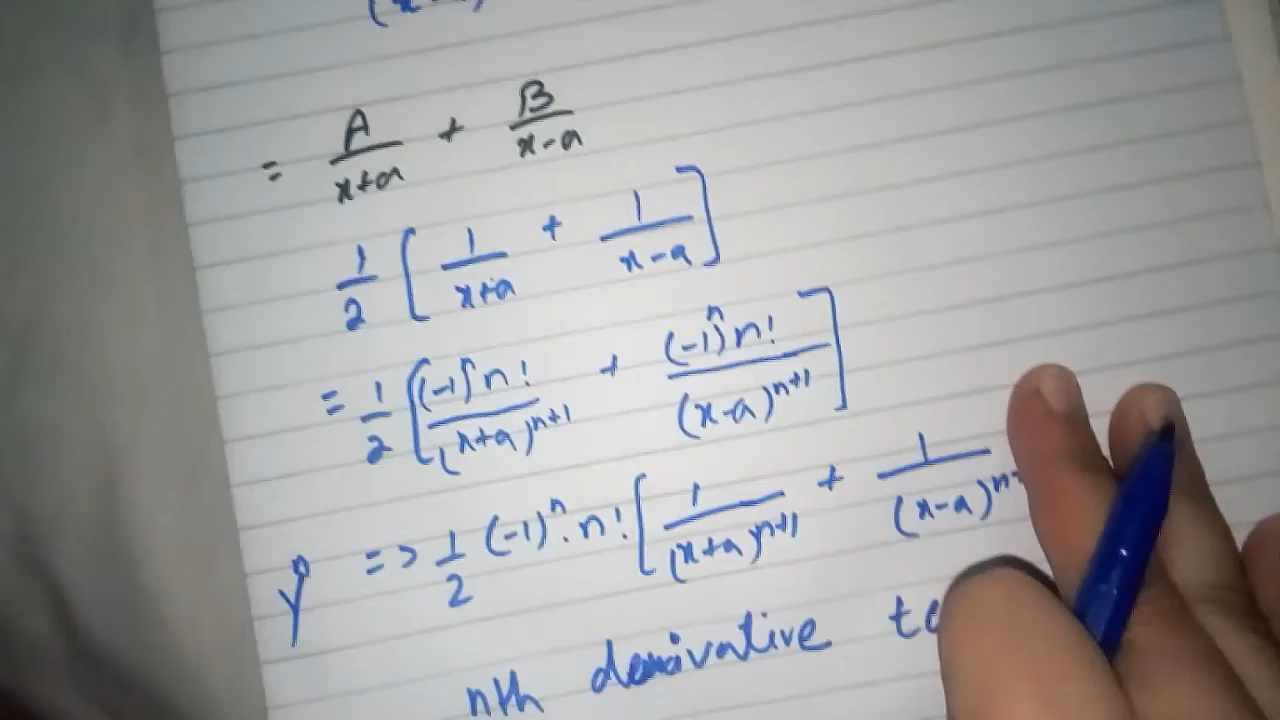 = A/(x+a) + B/(x-a)
1/2 [ 1/(x+a) + 1/(x-a) ]
= 1/2 [ (-1)^n n!/(x+a)^{n+1} + (-1)^n n!/(x-a)^{n+1} ]
y^n => 1/2 (-1)^n . n! [ 1/(x+a)^{n+1} + 1/(x-a)^n
nth derivative